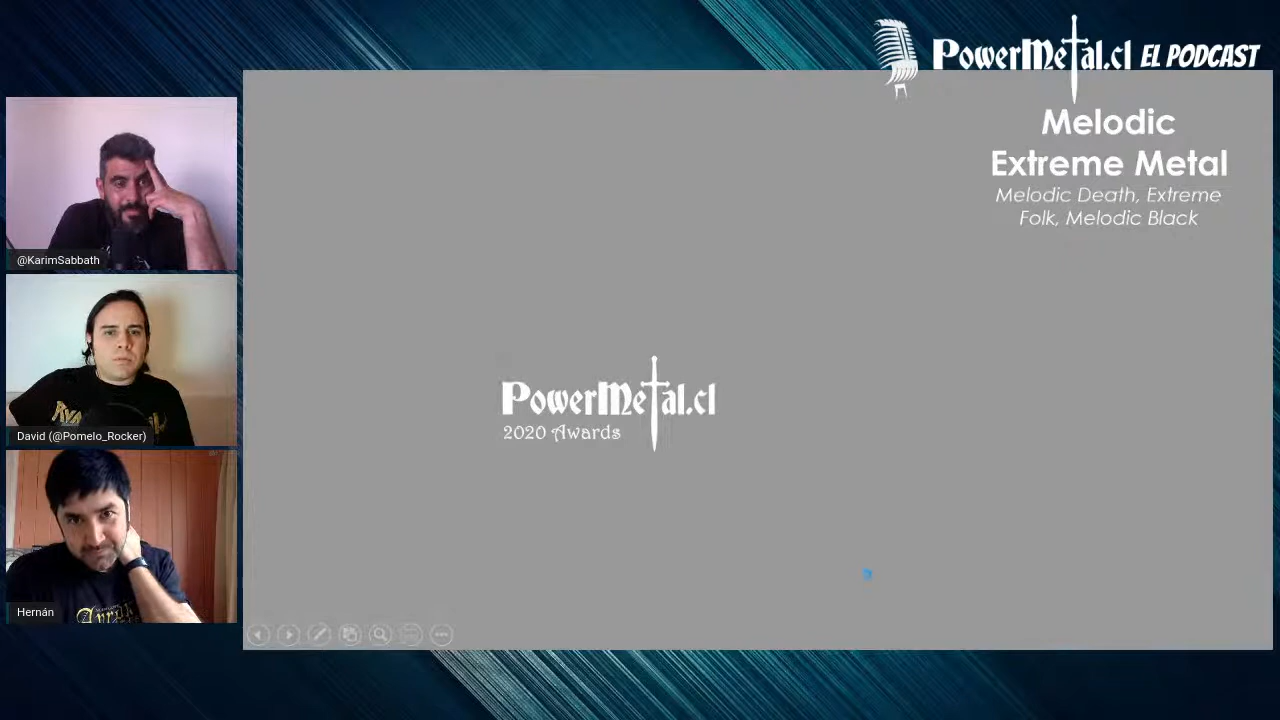 PowerMetal.cl EL PODCAST
Melodic
Extreme Metal
Melodic Death, Extreme
Folk, Melodic Black
@KarimSabbath
David (@Pomelo_Rocker)
Hernán
PowerMetal.cl
2020 Awards